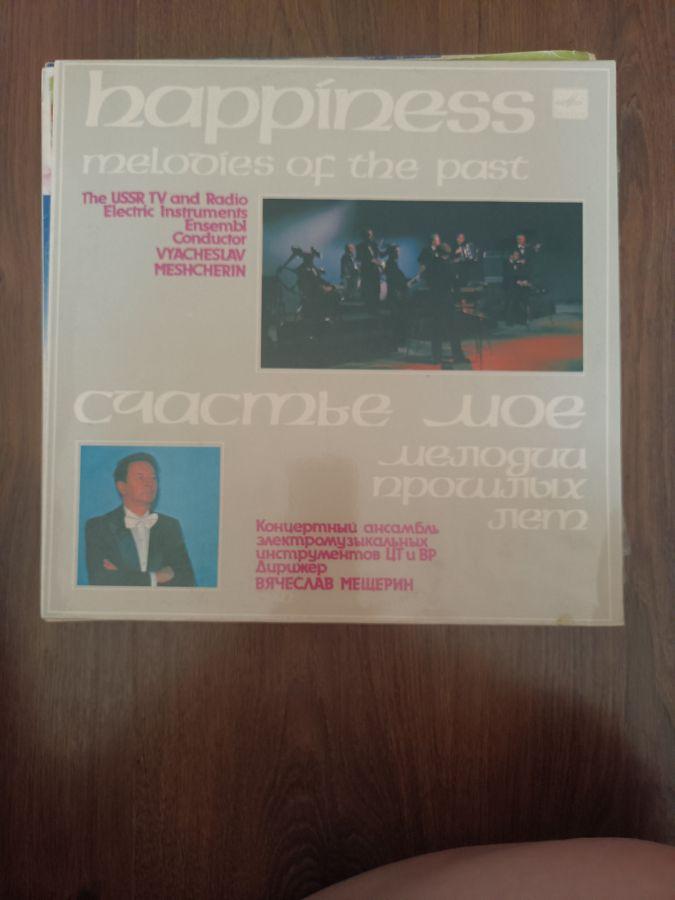 happiness
melodies of the past
The USSR TV and Radio
Electric Instruments
Ensembl
Conductor
VYACHESLAV
MESHCHERIN
счастье мое
мелодии
прошлых
лет
Концертный ансамбль
электромузыкальных
инструментов ЦТ и ВР
Дирижер
ВЯЧЕСЛАВ МЕЩЕРИН